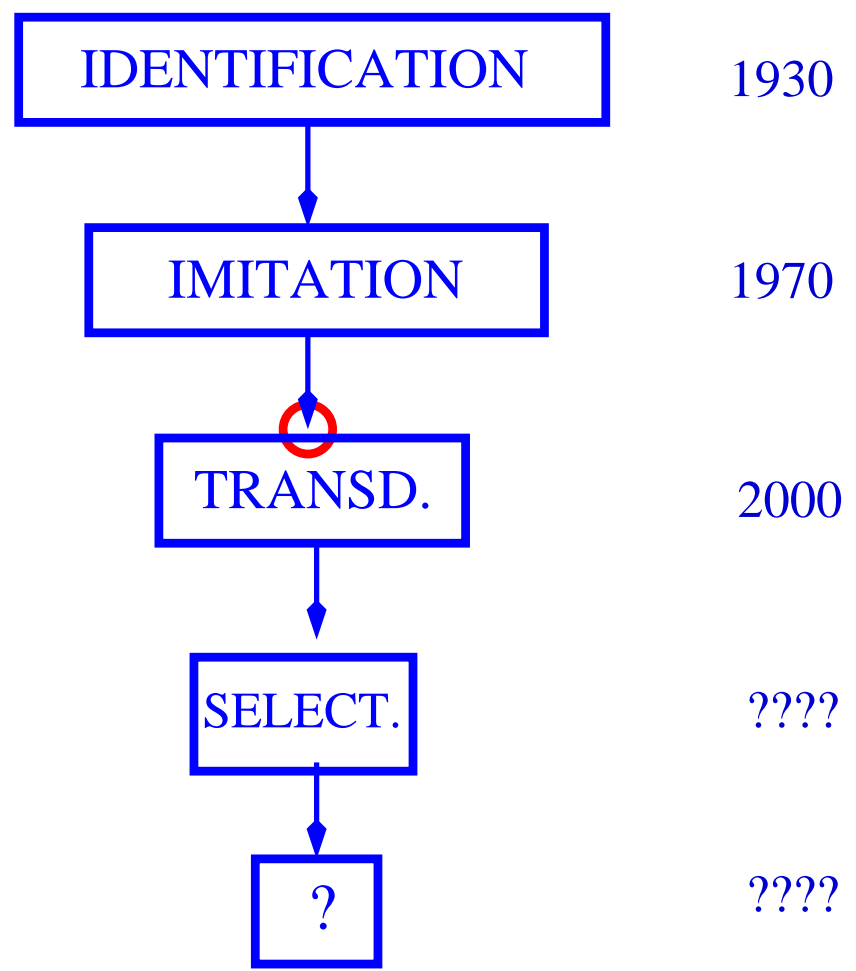 IDENTIFICATION 1930
IMITATION 1970
TRANSD. 2000
SELECT. ????
? ????